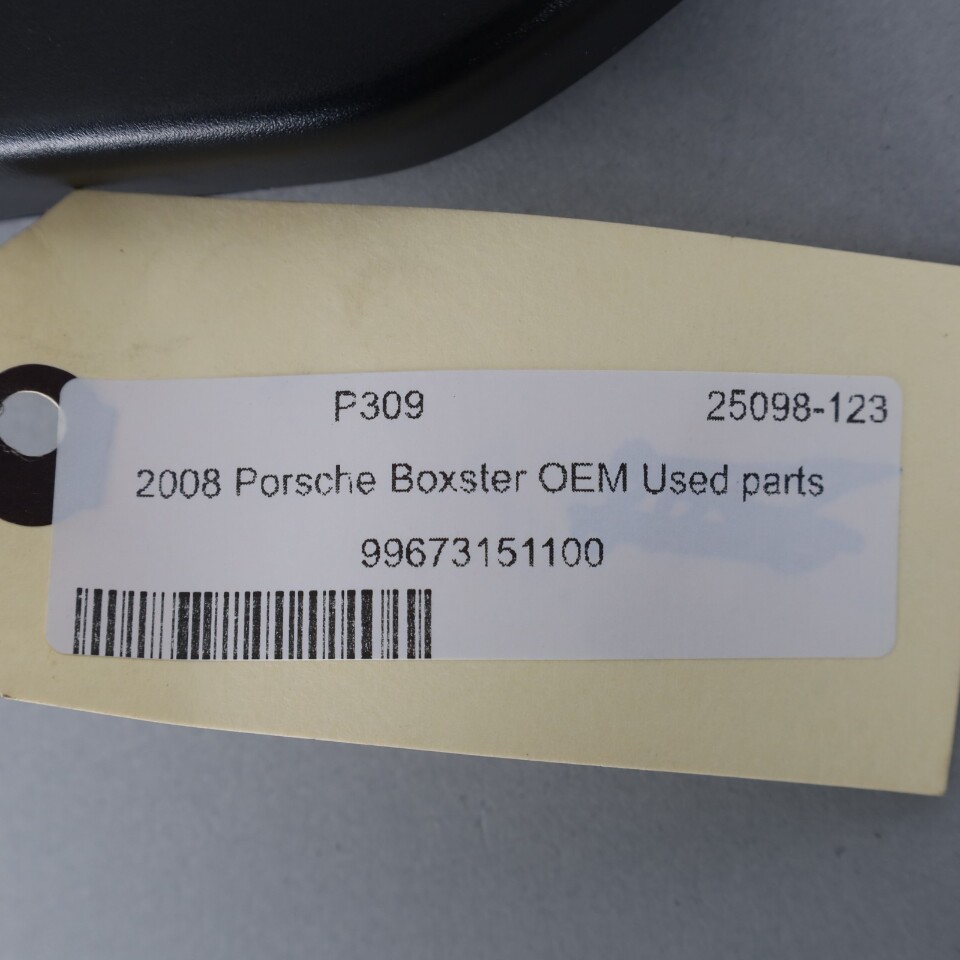 P309 25098-123
2008 Porsche Boxster OEM Used parts
99673151100